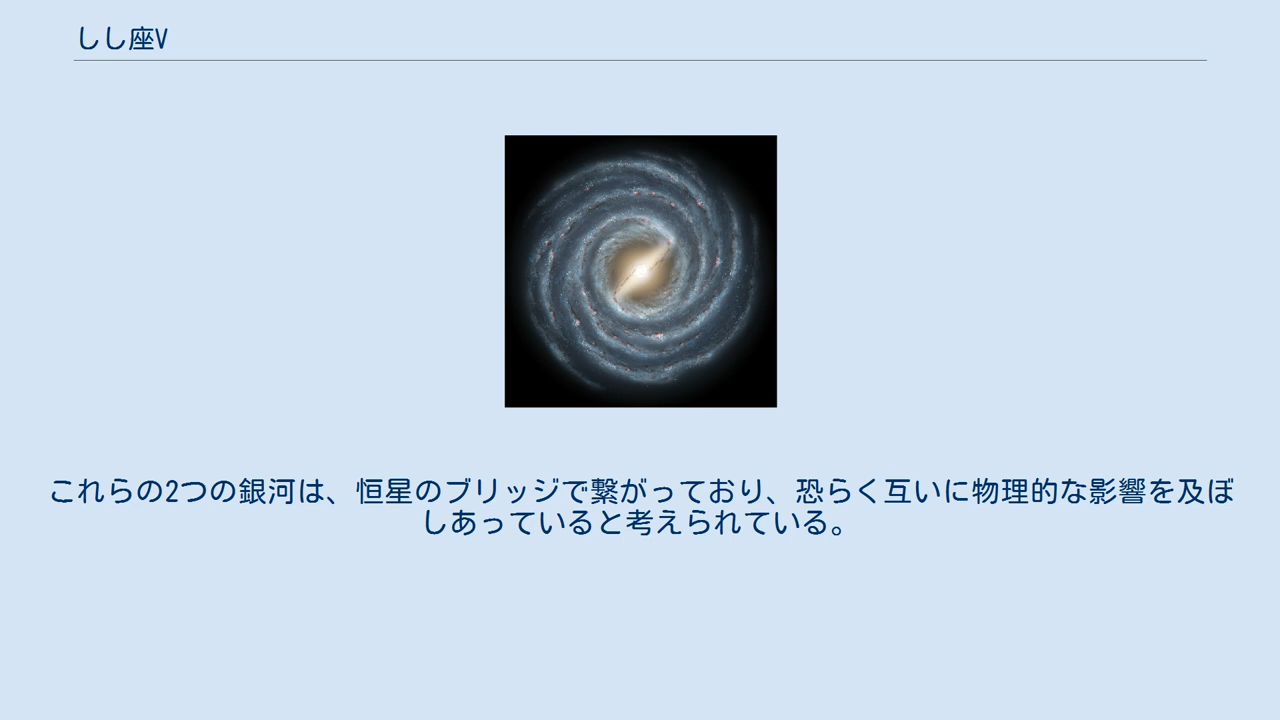 しし座V
これらの2つの銀河は、恒星のブリッジで繋がっており、恐らく互いに物理的な影響を及ぼ
しあっていると考えられている。